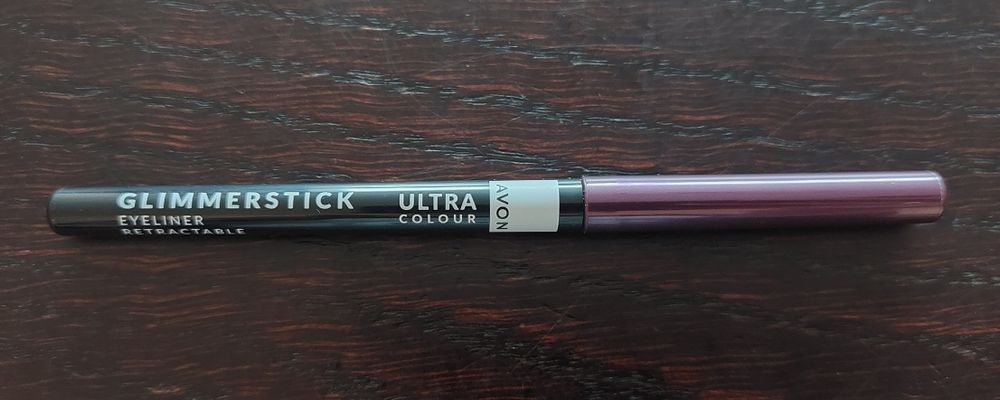 GLIMMERSTICK
EYELINER
RETRACTABLE
ULTRA
COLOUR
AVON